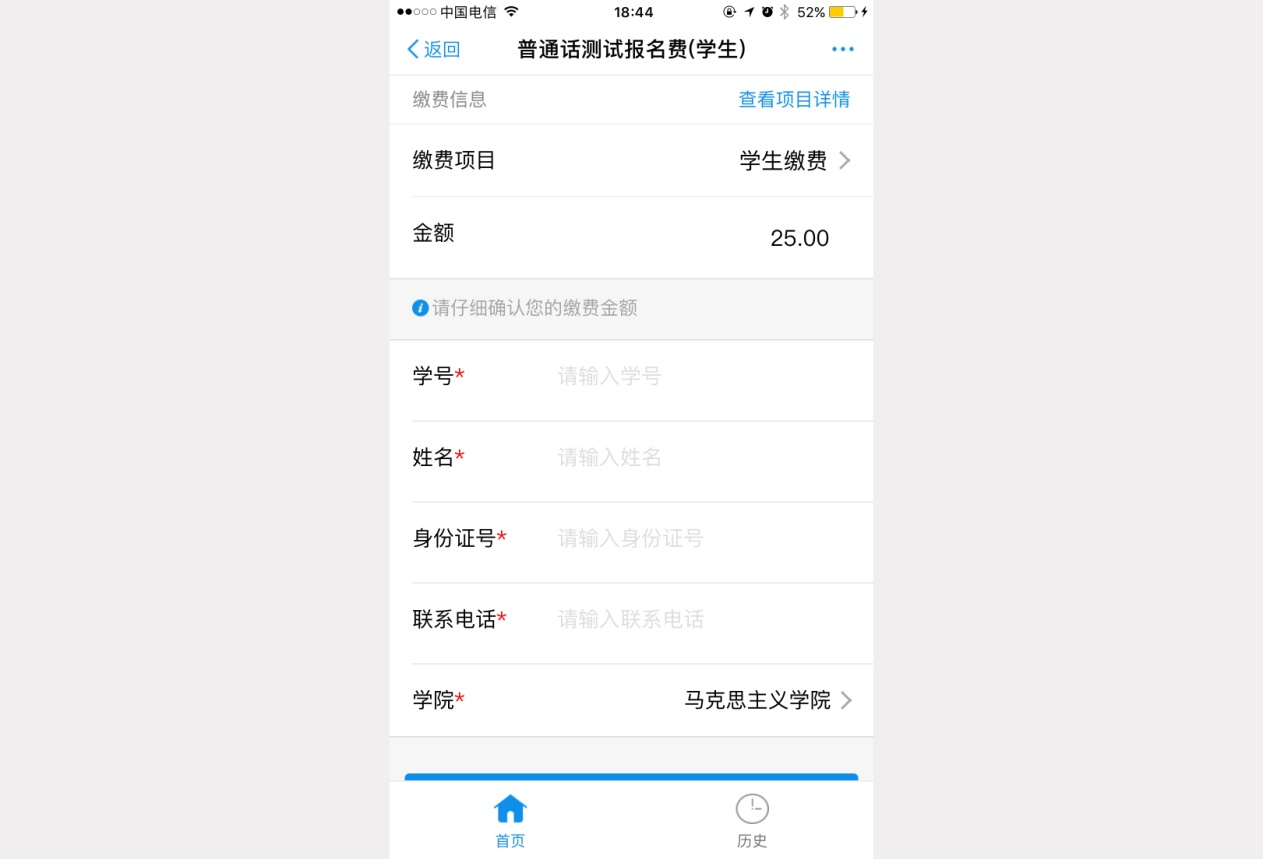 中国电信 18:44 52%
返回 普通话测试报名费(学生)
缴费信息 查看项目详情
缴费项目 学生缴费
金额 25.00
请仔细确认您的缴费金额
学号* 请输入学号
姓名* 请输入姓名
身份证号* 请输入身份证号
联系电话* 请输入联系电话
学院* 马克思主义学院
首页 历史